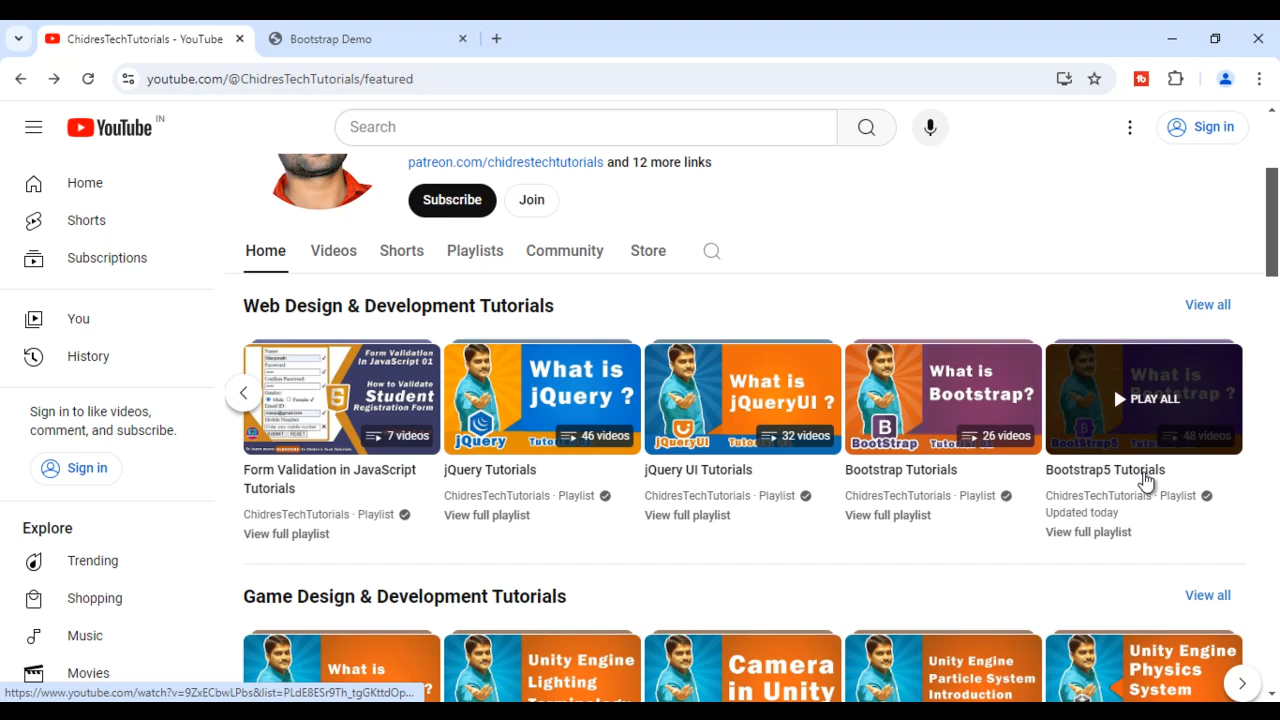 ChidresTechTutorials - YouTube
Bootstrap Demo
youtube.com/@ChidresTechTutorials/featured
YouTube IN
Search
Sign in
Home
Shorts
Subscriptions
You
History
Sign in to like videos,
comment, and subscribe.
Sign in
Explore
Trending
Shopping
Music
Movies
patreon.com/chidrestechtutorials and 12 more links
Subscribe
Join
Home
Videos
Shorts
Playlists
Community
Store
Web Design & Development Tutorials
View all
Form Validation
In JavaScript 01
How to Validate
Student
Registration Form
7 videos
Form Validation in JavaScript
Tutorials
ChidresTechTutorials · Playlist
View full playlist
What is
jQuery ?
jQuery
46 videos
jQuery Tutorials
ChidresTechTutorials · Playlist
View full playlist
What is
jQueryUI ?
jQueryUI
32 videos
jQuery UI Tutorials
ChidresTechTutorials · Playlist
View full playlist
What is
Bootstrap?
BootStrap
26 videos
Bootstrap Tutorials
ChidresTechTutorials · Playlist
View full playlist
PLAY ALL
48 videos
Bootstrap5 Tutorials
ChidresTechTutorials · Playlist
Updated today
View full playlist
Game Design & Development Tutorials
View all
What is
Unity Engine
Lighting
Terminology
Camera
in Unity
Unity Engine
Particle System
Introduction
Unity Engine
Physics
System
https://www.youtube.com/watch?v=9ZxECbwLPbs&list=PLdE8ESr9Th_tgGKttdOp...